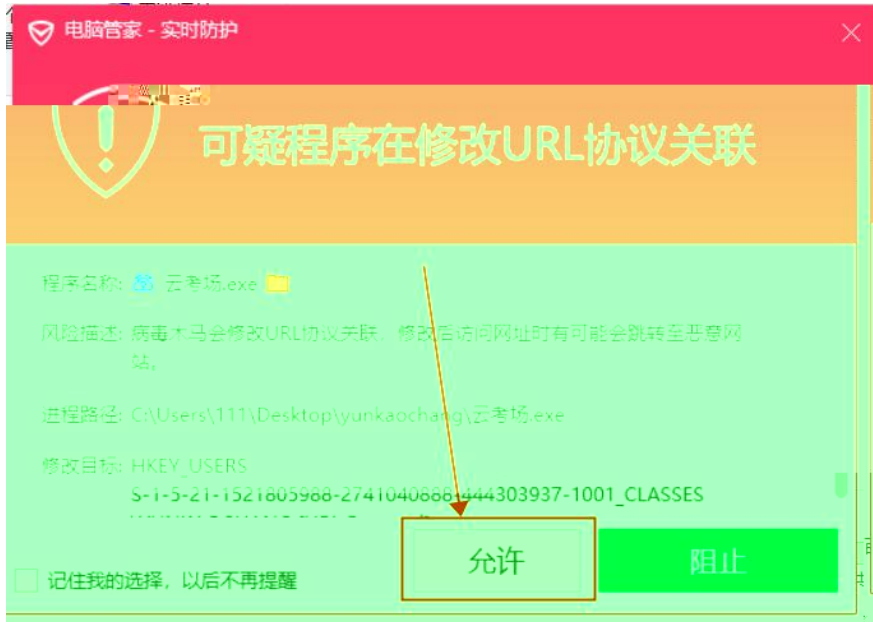 电脑管家 - 实时防护
可疑程序在修改URL协议关联
程序名称: 云考场.exe
风险描述: 病毒木马会修改URL协议关联，修改后访问网址时有可能会跳转至恶意网
站。
进程路径: C:\Users\111\Desktop\yunkaochang\云考场.exe
修改目标: HKEY_USERS
S-1-5-21-1521805988-2741040888-444303937-1001_CLASSES
允许
阻止
记住我的选择，以后不再提醒